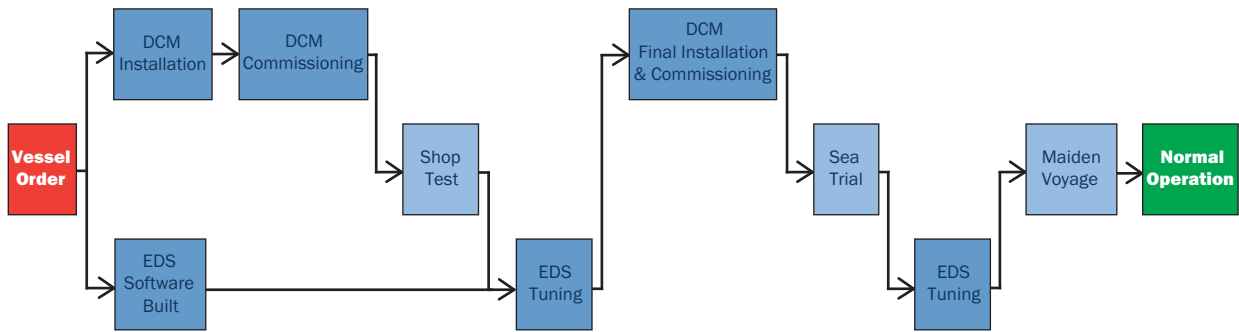 Vessel
Order
DCM
Installation
DCM
Commissioning
EDS
Software
Built
Shop
Test
EDS
Tuning
DCM
Final Installation
& Commissioning
Sea
Trial
EDS
Tuning
Maiden
Voyage
Normal
Operation